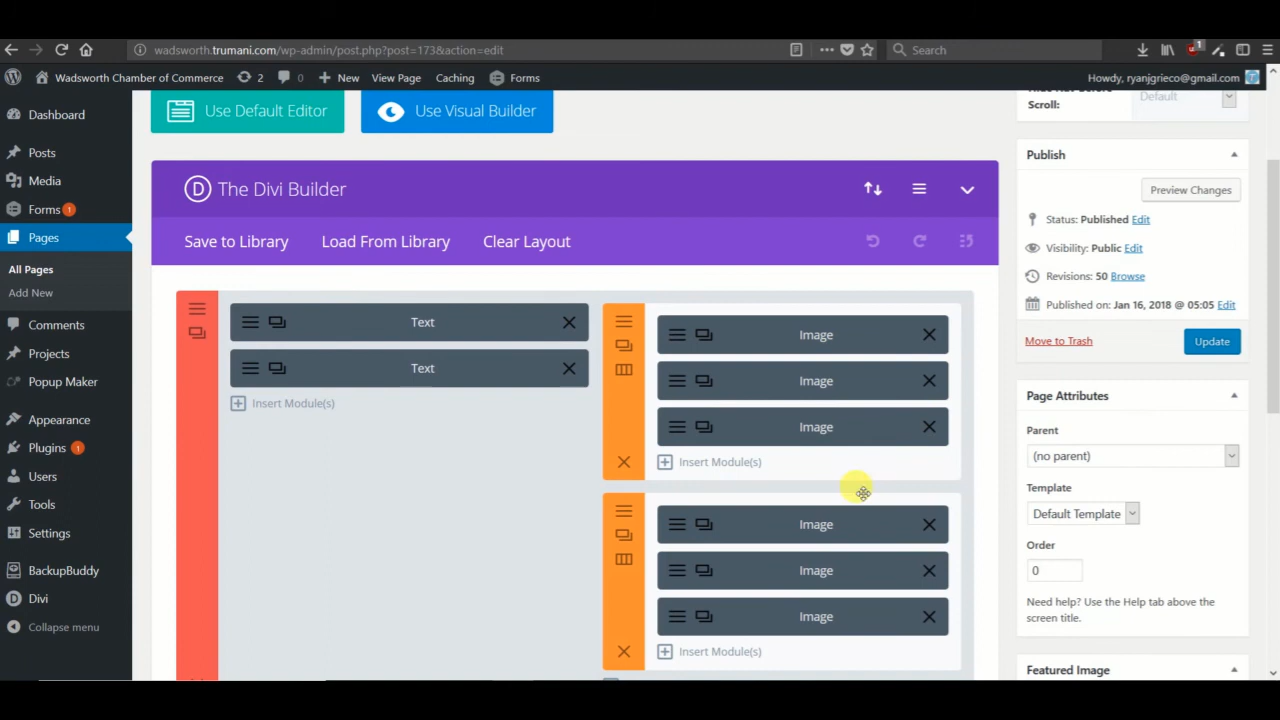 wadsworth.trumani.com/wp-admin/post.php?post=173&action=edit
Search
1
Wadsworth Chamber of Commerce
2
0
New
View Page
Caching
Forms
Howdy, ryanjgrieco@gmail.com
Dashboard
Posts
Media
Forms 1
Pages
All Pages
Add New
Comments
Projects
Popup Maker
Appearance
Plugins 1
Users
Tools
Settings
BackupBuddy
Divi
Collapse menu
Use Default Editor
Use Visual Builder
D The Divi Builder
Save to Library
Load From Library
Clear Layout
Text
Text
Insert Module(s)
Image
Image
Image
Insert Module(s)
Image
Image
Image
Insert Module(s)
Scroll:
Default
Publish
Preview Changes
Status: Published Edit
Visibility: Public Edit
Revisions: 50 Browse
Published on: Jan 16, 2018 @ 05:05 Edit
Move to Trash
Update
Page Attributes
Parent
(no parent)
Template
Default Template
Order
0
Need help? Use the Help tab above the
screen title.
Featured Image